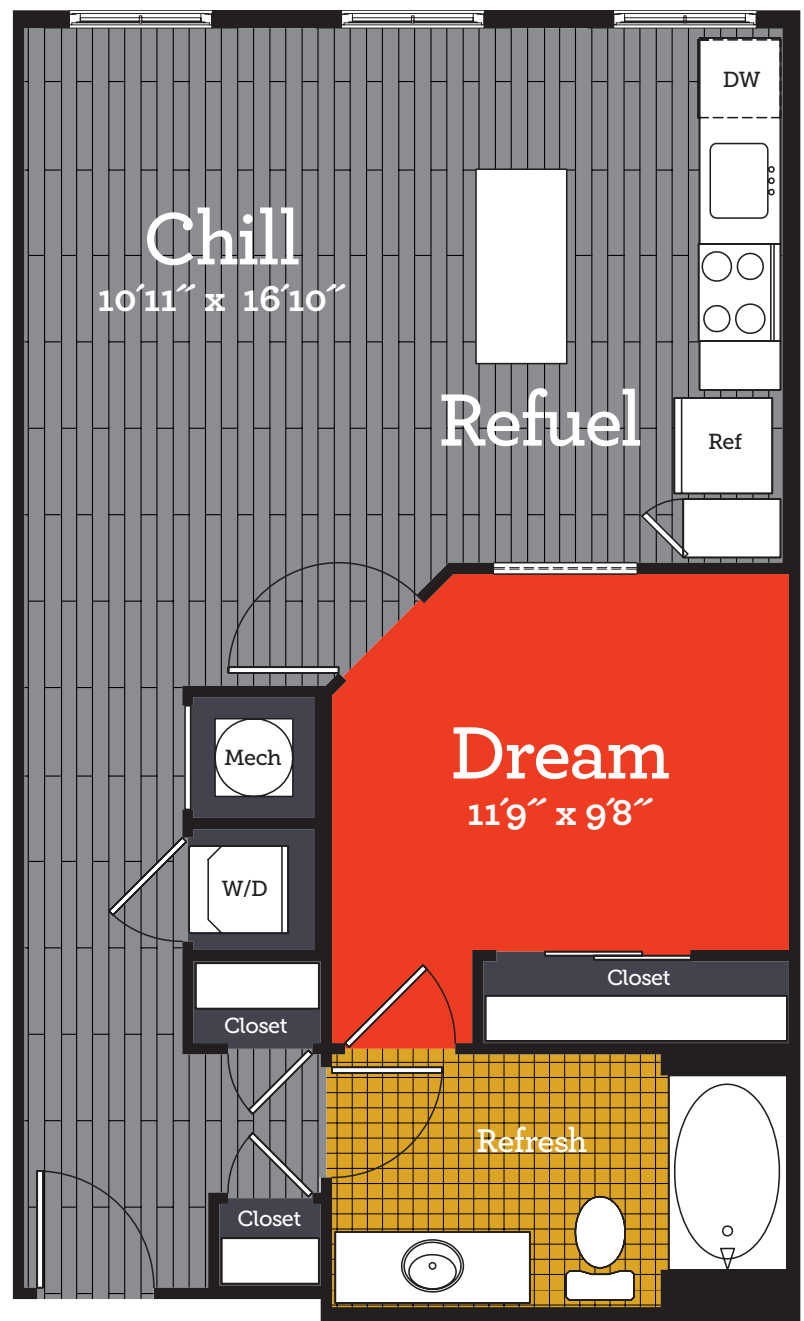 DW
Chill
10′11″ x 16′10″
Refuel
Ref
Mech
Dream
11′9″ x 9′8″
W/D
Closet
Closet
Refresh
Closet